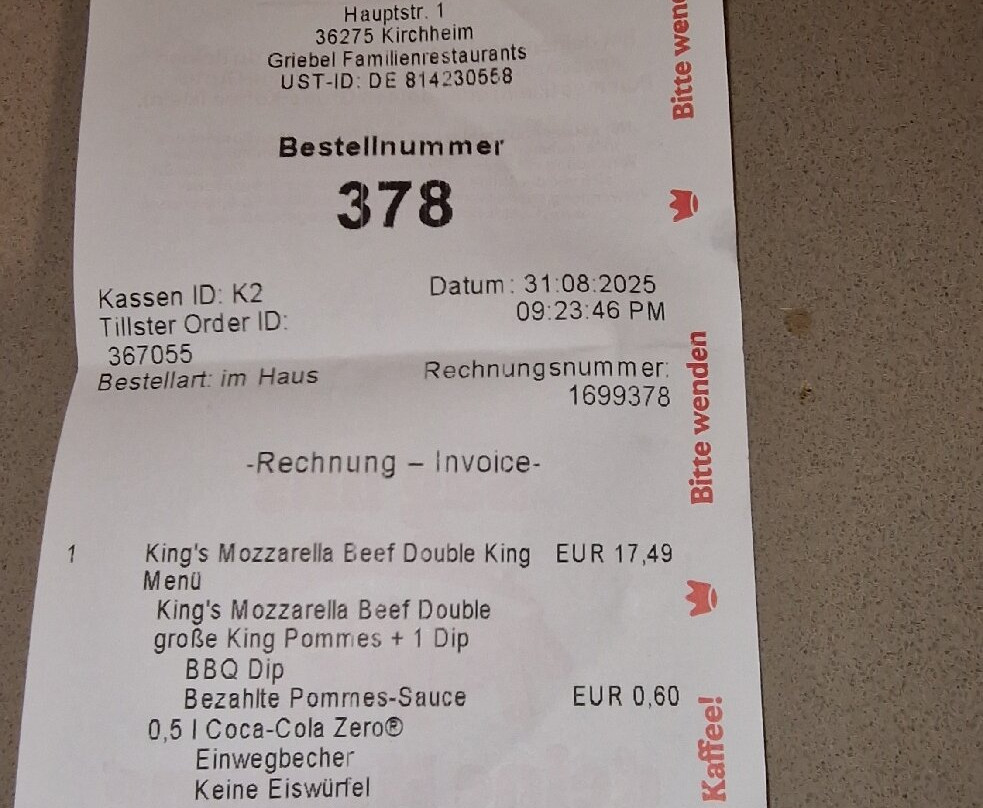 Hauptstr. 1
36275 Kirchheim
Griebel Familienrestaurants
UST-ID: DE 814230558
Bestellnummer
378
Kassen ID: K2
Tillster Order ID:
367055
Bestellart: im Haus
Datum: 31:08:2025
09:23:46 PM
Rechnungsnummer:
1699378
-Rechnung – Invoice-
1 King's Mozzarella Beef Double King EUR 17,49
Menü
King's Mozzarella Beef Double
große King Pommes + 1 Dip
BBQ Dip
Bezahlte Pommes-Sauce EUR 0,60
0,5 l Coca-Cola Zero®
Einwegbecher
Keine Eiswürfel
Bitte wenden
Bitte wenden
Kaffee!